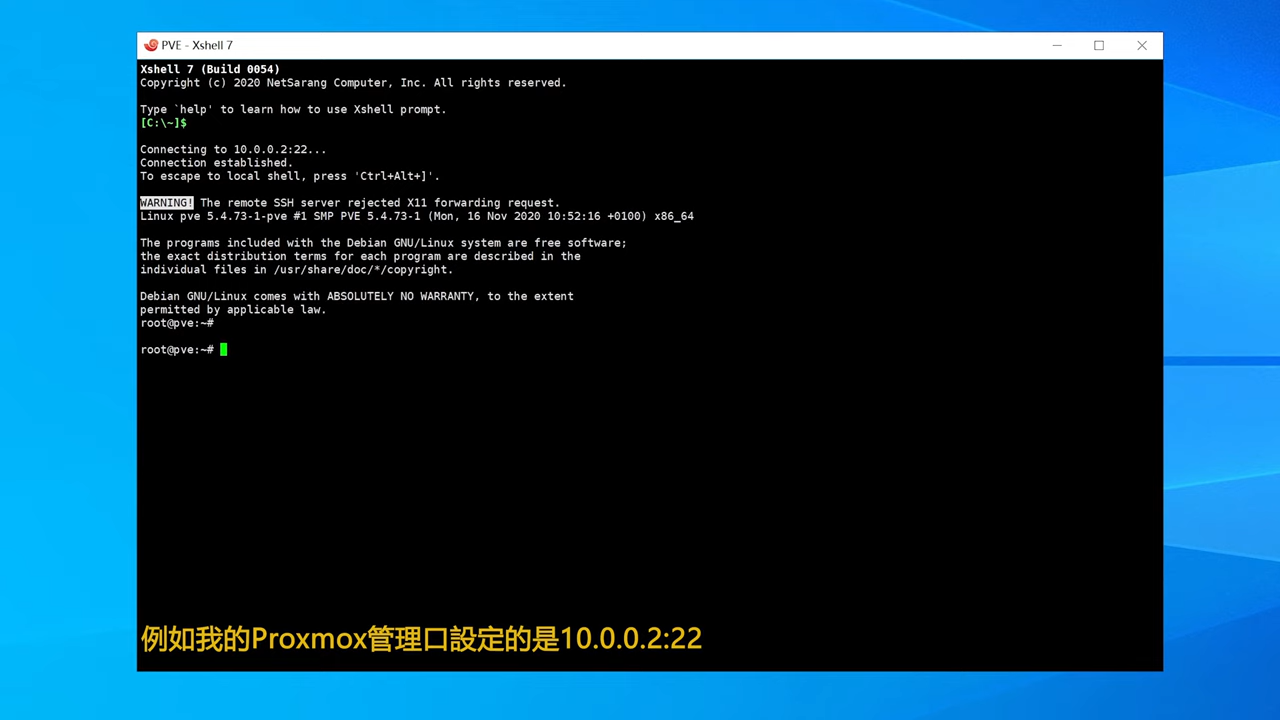 PVE - Xshell 7
Xshell 7 (Build 0054)
Copyright (c) 2020 NetSarang Computer, Inc. All rights reserved.
Type `help' to learn how to use Xshell prompt.
[C:\~]$
Connecting to 10.0.0.2:22...
Connection established.
To escape to local shell, press 'Ctrl+Alt+]'.
WARNING! The remote SSH server rejected X11 forwarding request.
Linux pve 5.4.73-1-pve #1 SMP PVE 5.4.73-1 (Mon, 16 Nov 2020 10:52:16 +0100) x86_64
The programs included with the Debian GNU/Linux system are free software;
the exact distribution terms for each program are described in the
individual files in /usr/share/doc/*/copyright.
Debian GNU/Linux comes with ABSOLUTELY NO WARRANTY, to the extent
permitted by applicable law.
root@pve:~#
root@pve:~#
例如我的Proxmox管理口設定的是10.0.0.2:22